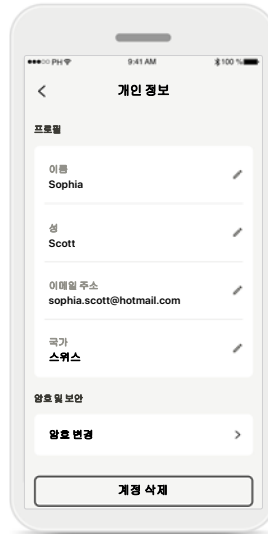 PH 9:41 AM 100 %
개인 정보
프로필
이름
Sophia
성
Scott
이메일 주소
sophia.scott@hotmail.com
국가
스위스
암호 및 보안
암호 변경
계정 삭제